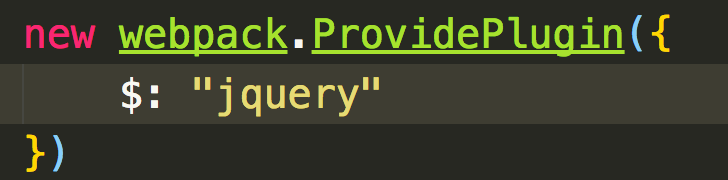 new webpack.ProvidePlugin({
    $: "jquery"
})